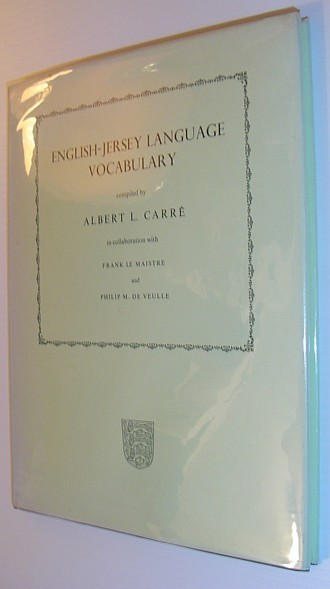 ENGLISH-JERSEY LANGUAGE
VOCABULARY
compiled by
ALBERT L. CARRÉ
in collaboration with
FRANK LE MAISTRE
and
PHILIP M. DE VEULLE